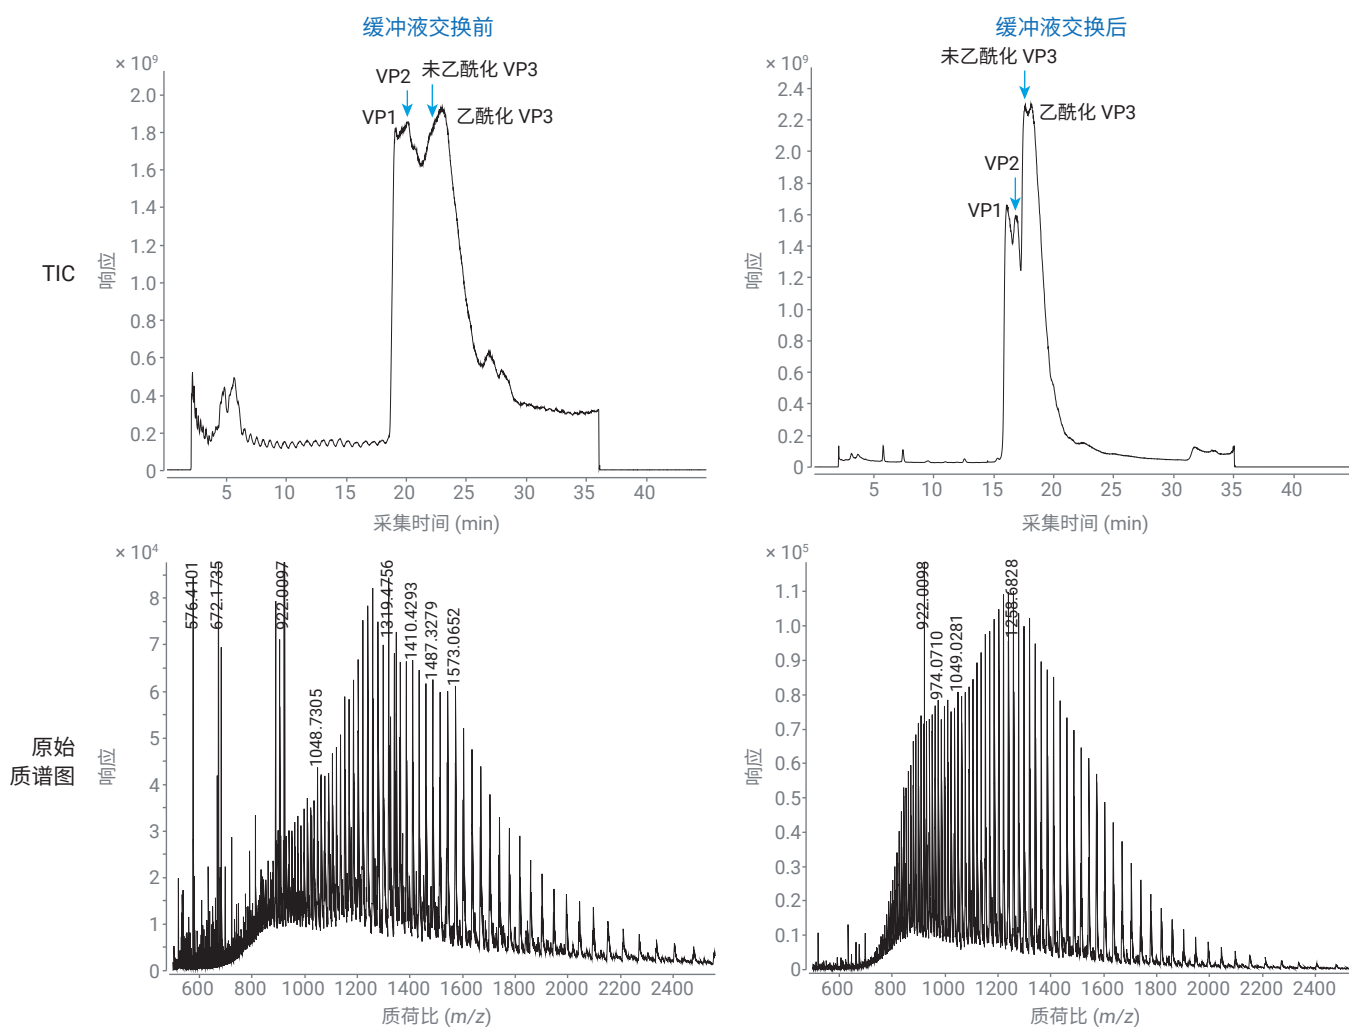 缓冲液交换前
缓冲液交换后
× 10⁹
VP2
未乙酰化 VP3
VP1
乙酰化 VP3
2.0
1.8
1.6
1.4
1.2
1.0
0.8
0.6
0.4
0.2
0
TIC
响应
5 10 15 20 25 30 35 40
采集时间 (min)
× 10⁹
未乙酰化 VP3
乙酰化 VP3
VP2
VP1
2.4
2.2
2.0
1.8
1.6
1.4
1.2
1.0
0.8
0.6
0.4
0.2
0
响应
5 10 15 20 25 30 35 40
采集时间 (min)
× 10⁴
576.4101
672.1735
922.0097
1048.7305
1319.4756
1410.4293
1487.3279
1573.0652
8
7
6
5
4
3
2
1
0
原始
质谱图
响应
600 800 1000 1200 1400 1600 1800 2000 2200 2400
质荷比 (m/z)
× 10⁵
922.0098
974.0710
1049.0281
1258.6828
1.1
1.0
0.9
0.8
0.7
0.6
0.5
0.4
0.3
0.2
0.1
0
响应
600 800 1000 1200 1400 1600 1800 2000 2200 2400
质荷比 (m/z)